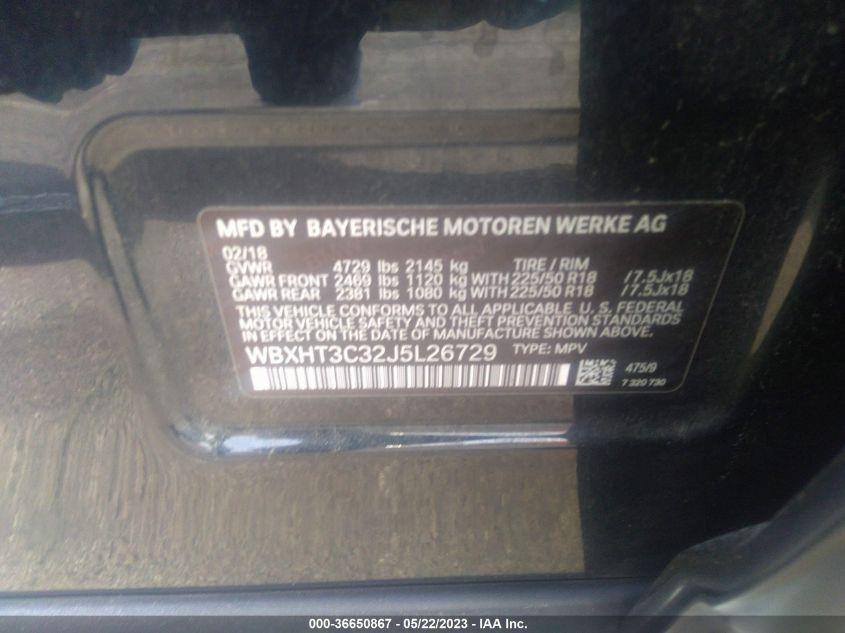 MFD BY BAYERISCHE MOTOREN WERKE AG
02/18
GVWR 4729 lbs 2145 kg TIRE / RIM
GAWR FRONT 2469 lbs 1120 kg WITH 225/50 R18 /7.5Jx18
GAWR REAR 2381 lbs 1080 kg WITH 225/50 R18 /7.5Jx18
THIS VEHICLE CONFORMS TO ALL APPLICABLE U. S. FEDERAL
MOTOR VEHICLE SAFETY AND THEFT PREVENTION STANDARDS
IN EFFECT ON THE DATE OF MANUFACTURE SHOWN ABOVE.
WBXHT3C32J5L26729 TYPE: MPV
475/9
7 320 730
000-36650867 - 05/22/2023 - IAA Inc.